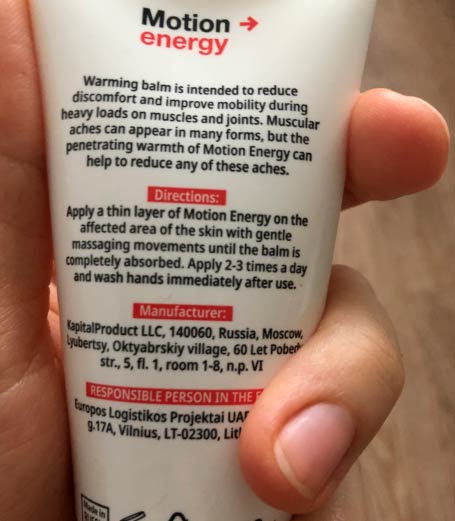 Motion →
energy
Warming balm is intended to reduce
discomfort and improve mobility during
heavy loads on muscles and joints. Muscular
aches can appear in many forms, but the
penetrating warmth of Motion Energy can
help to reduce any of these aches.
Directions:
Apply a thin layer of Motion Energy on the
affected area of the skin with gentle
massaging movements until the balm is
completely absorbed. Apply 2-3 times a day
and wash hands immediately after use.
Manufacturer:
KapitalProduct LLC, 140060, Russia, Moscow,
Lyubertsy, Oktyabrskiy village, 60 Let
str., 5, fl. 1, room 1-8, n.p. VI
RESPONSIBLE PERSON IN THE
Europos Logistikos Projektai
g.17A, Vilnius, LT-02300,
Made in